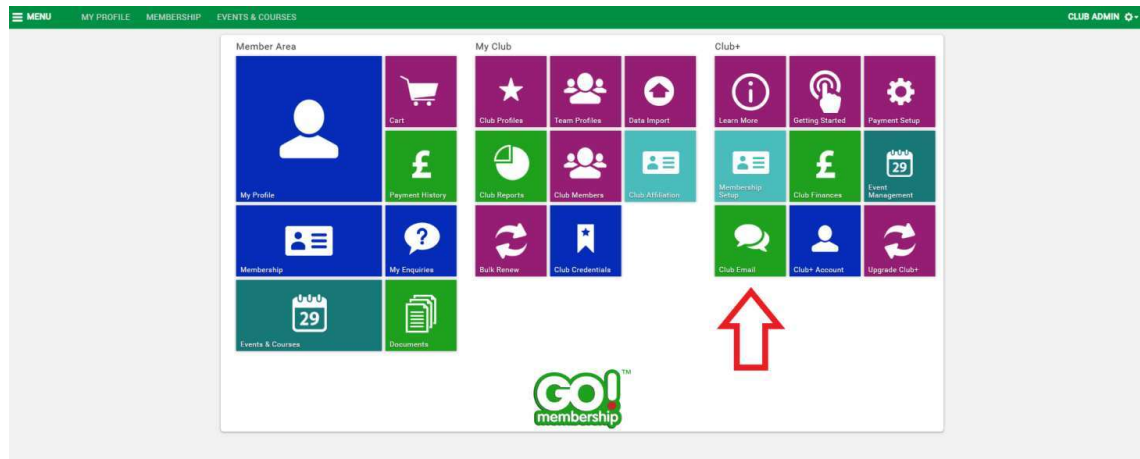 MENU MY PROFILE MEMBERSHIP EVENTS & COURSES CLUB ADMIN
Member Area
My Profile
Cart
Payment History
Membership
My Enquiries
29
Events & Courses
Documents
My Club
Club Profiles
Team Profiles
Data Import
Club Reports
Club Members
Club Affiliation
Bulk Renew
Club Credentials
Club+
Learn More
Getting Started
Payment Setup
Membership
Setup
Club Finances
29
Event
Management
Club Email
Club+ Account
Upgrade Club+
GO! TM
membership